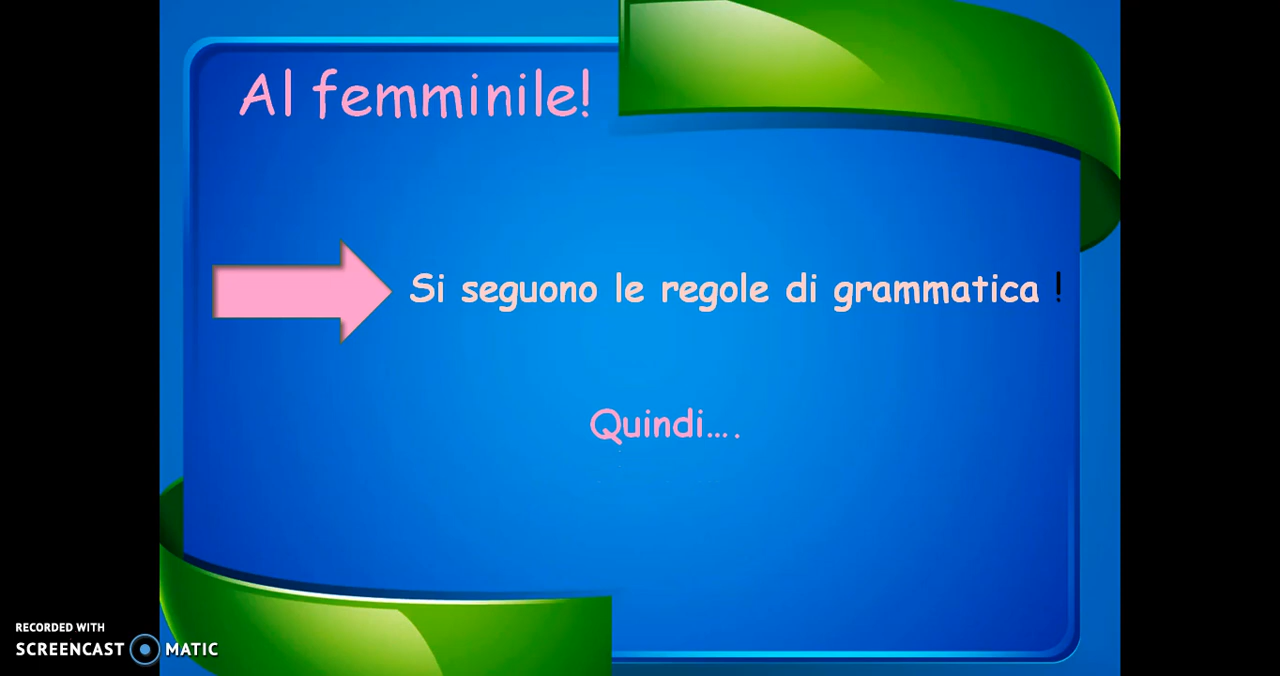 Al femminile!
Si seguono le regole di grammatica !
Quindi….
RECORDED WITH
SCREENCAST MATIC